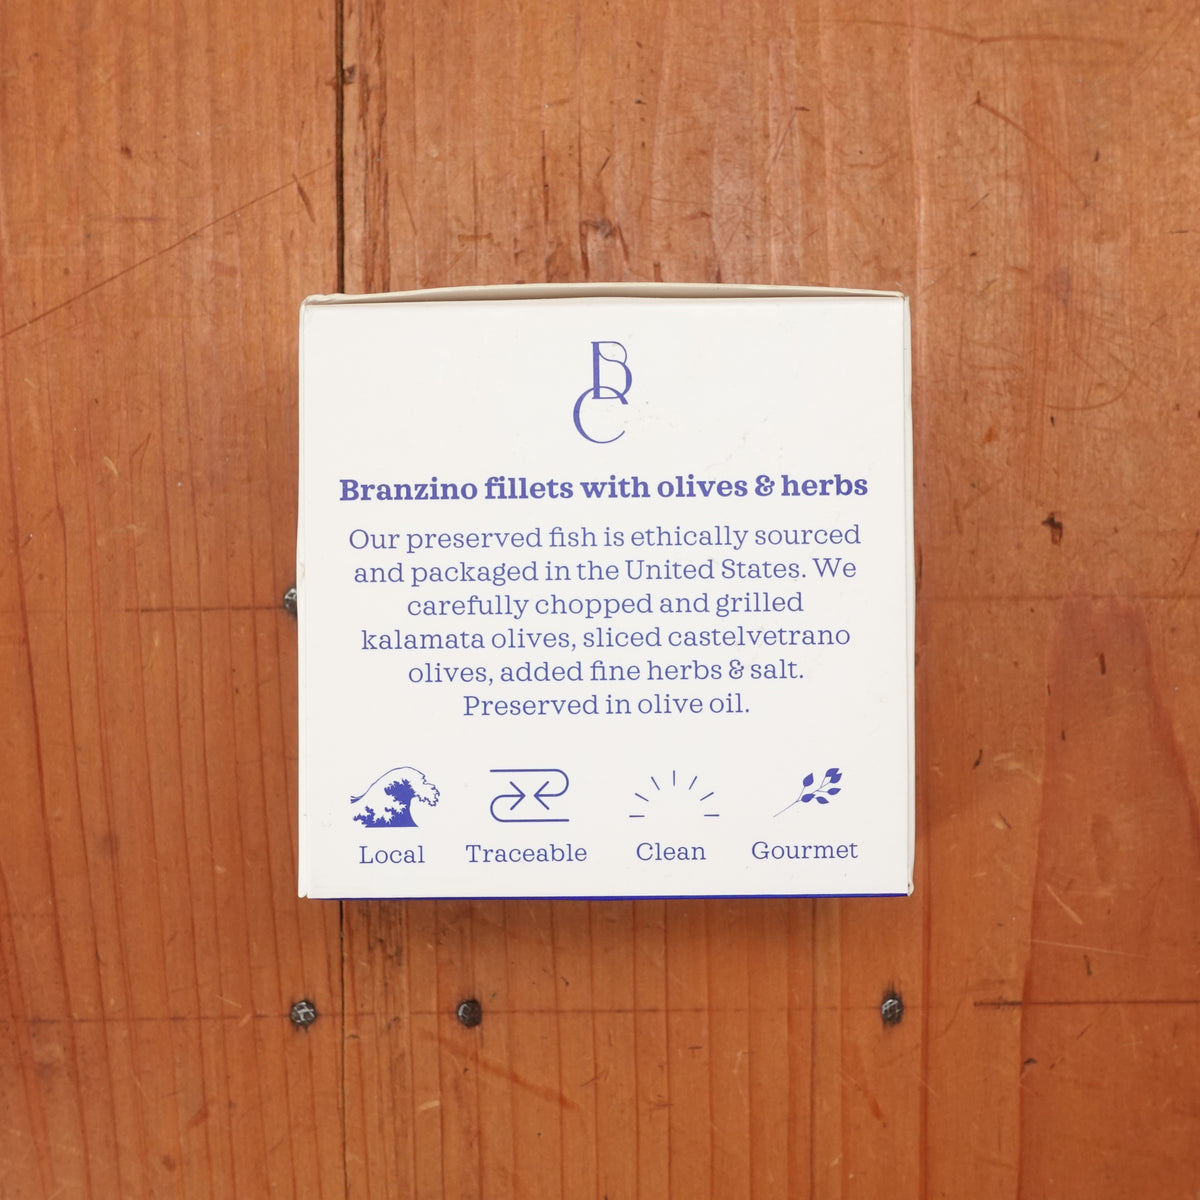 BC
Branzino fillets with olives & herbs
Our preserved fish is ethically sourced
and packaged in the United States. We
carefully chopped and grilled
kalamata olives, sliced castelvetrano
olives, added fine herbs & salt.
Preserved in olive oil.
Local Traceable Clean Gourmet